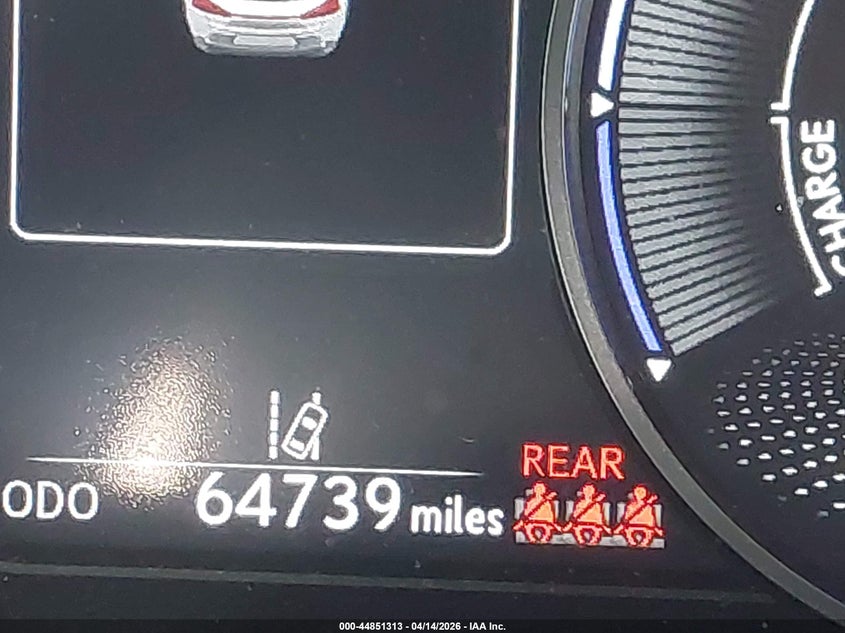 CHARGE
REAR
ODO 64739 miles
000-44851313 - 04/14/2026 - IAA Inc.